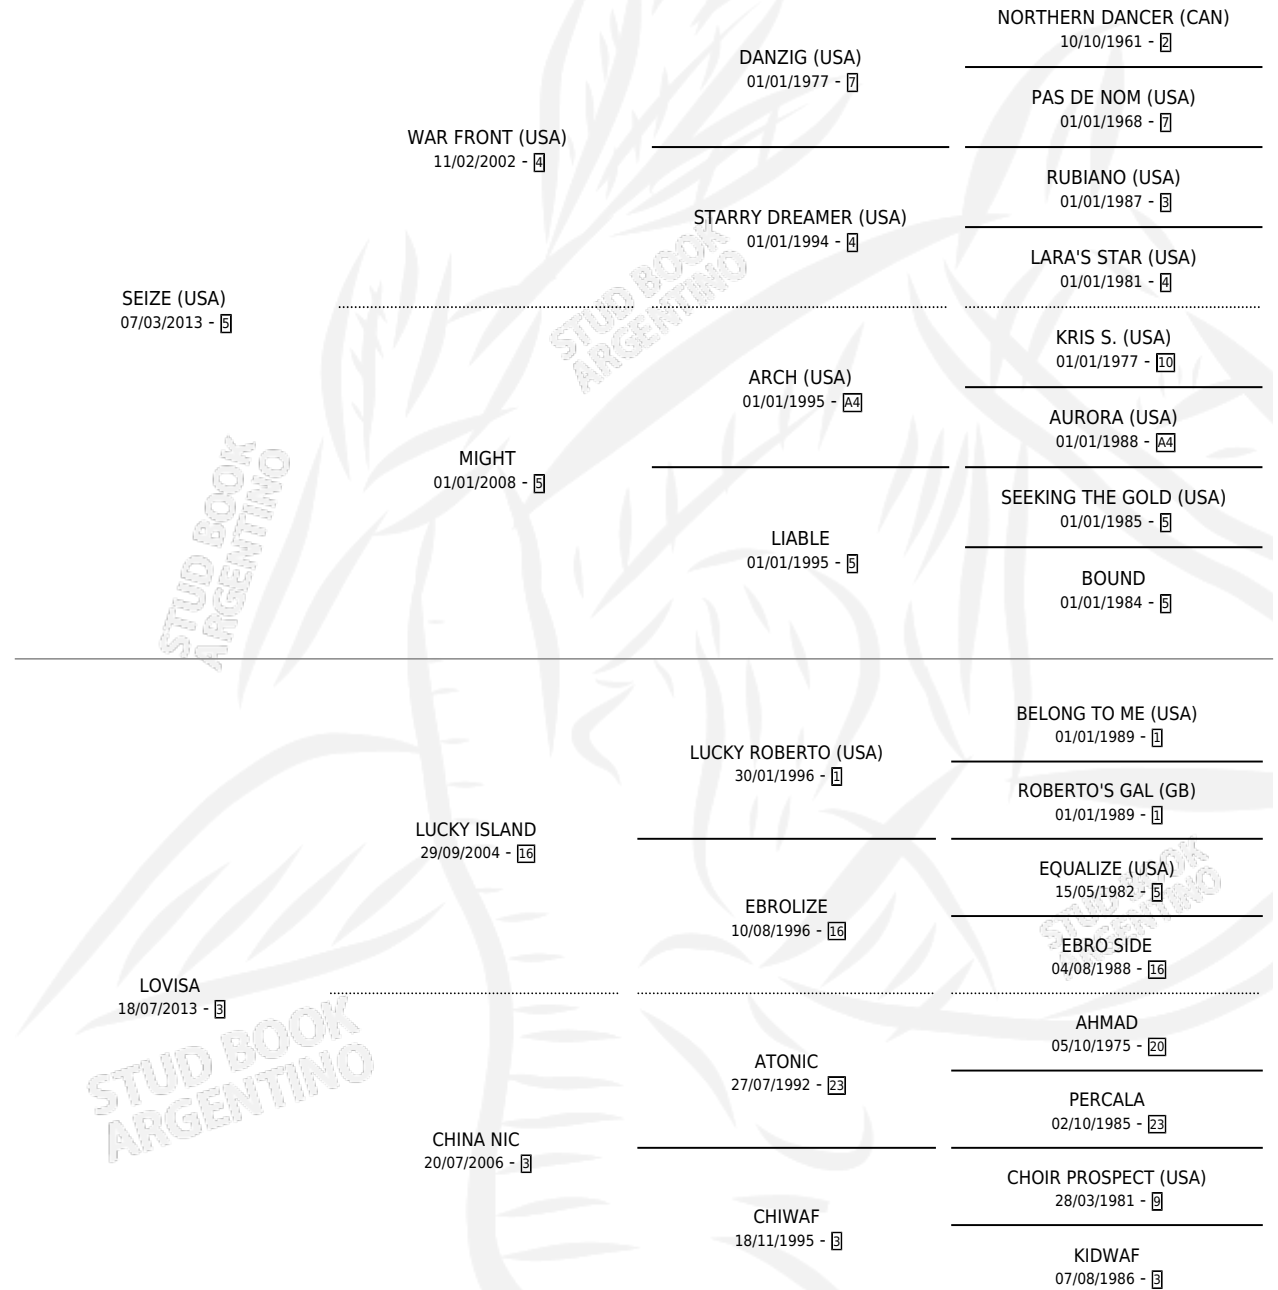 NORTHERN DANCER (CAN)
10/10/1961 - 2
DANZIG (USA)
01/01/1977 - 7
PAS DE NOM (USA)
01/01/1968 - 7
WAR FRONT (USA)
11/02/2002 - 4
RUBIANO (USA)
01/01/1987 - 3
STARRY DREAMER (USA)
01/01/1994 - 4
LARA'S STAR (USA)
01/01/1981 - 4
SEIZE (USA)
07/03/2013 - 5
KRIS S. (USA)
01/01/1977 - 10
ARCH (USA)
01/01/1995 - A4
AURORA (USA)
01/01/1988 - A4
MIGHT
01/01/2008 - 5
SEEKING THE GOLD (USA)
01/01/1985 - 5
LIABLE
01/01/1995 - 5
BOUND
01/01/1984 - 5
BELONG TO ME (USA)
01/01/1989 - 1
LUCKY ROBERTO (USA)
30/01/1996 - 1
ROBERTO'S GAL (GB)
01/01/1989 - 1
LUCKY ISLAND
29/09/2004 - 16
EQUALIZE (USA)
15/05/1982 - 5
EBROLIZE
10/08/1996 - 16
EBRO SIDE
04/08/1988 - 16
LOVISA
18/07/2013 - 3
AHMAD
05/10/1975 - 20
ATONIC
27/07/1992 - 23
PERCALA
02/10/1985 - 23
CHINA NIC
20/07/2006 - 3
CHOIR PROSPECT (USA)
28/03/1981 - 9
CHIWAF
18/11/1995 - 3
KIDWAF
07/08/1986 - 3
STUD BOOK
ARGENTINO
STUD BOOK
ARGENTINO
STUD BOOK
ARGENTINO
STUD BOOK
ARGENTINO